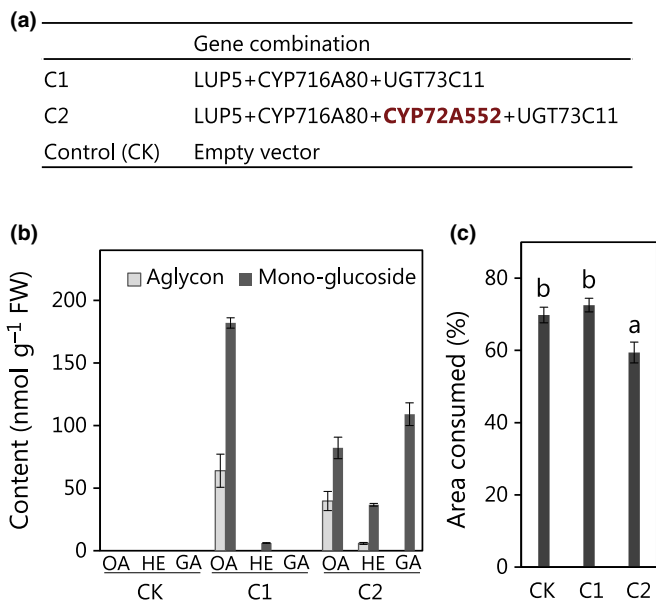 (a)
Gene combination
C1 LUP5+CYP716A80+UGT73C11
C2 LUP5+CYP716A80+CYP72A552+UGT73C11
Control (CK) Empty vector
(b)
Aglycon Mono-glucoside
Content (nmol g⁻¹ FW)
200
150
100
50
0
OA HE GA OA HE GA OA HE GA
CK C1 C2
(c)
Area consumed (%)
80
60
40
20
0
b b a
CK C1 C2